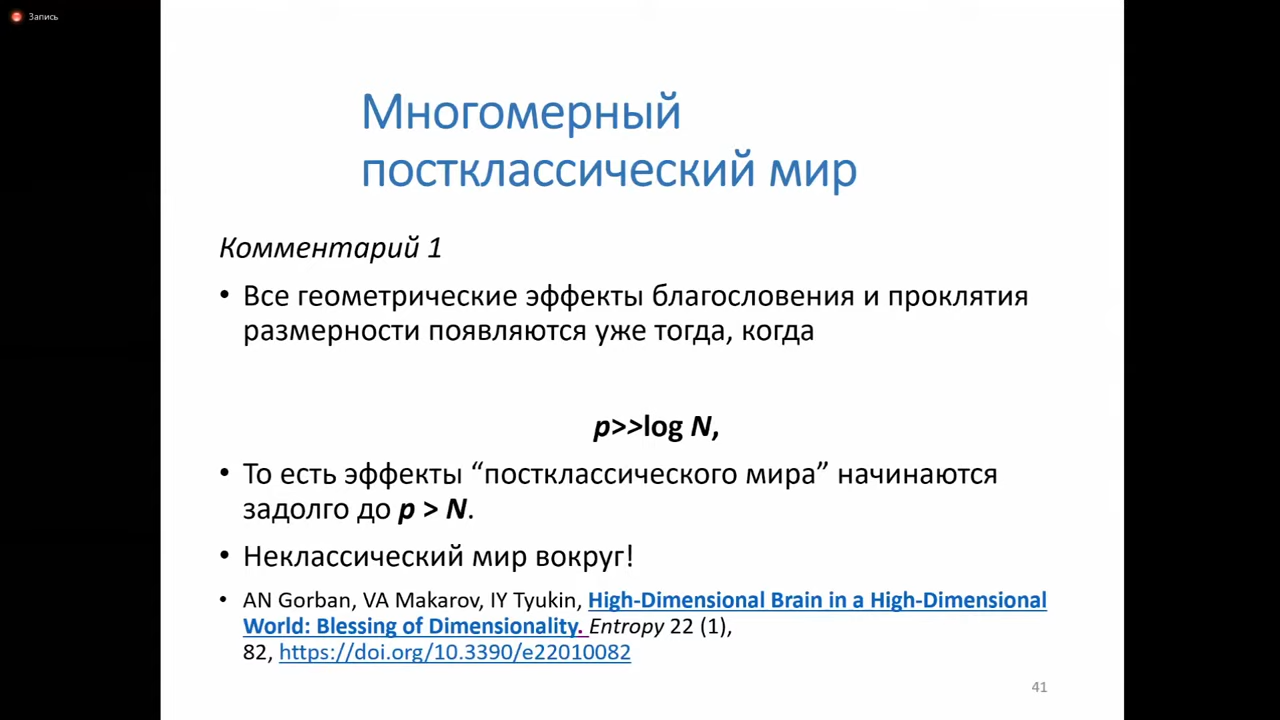 Запись
Многомерный
постклассический мир
Комментарий 1
• Все геометрические эффекты благословения и проклятия
размерности появляются уже тогда, когда
p>>log N,
• То есть эффекты “постклассического мира” начинаются
задолго до p > N.
• Неклассический мир вокруг!
• AN Gorban, VA Makarov, IY Tyukin, High-Dimensional Brain in a High-Dimensional
World: Blessing of Dimensionality. Entropy 22 (1),
82, https://doi.org/10.3390/e22010082
41